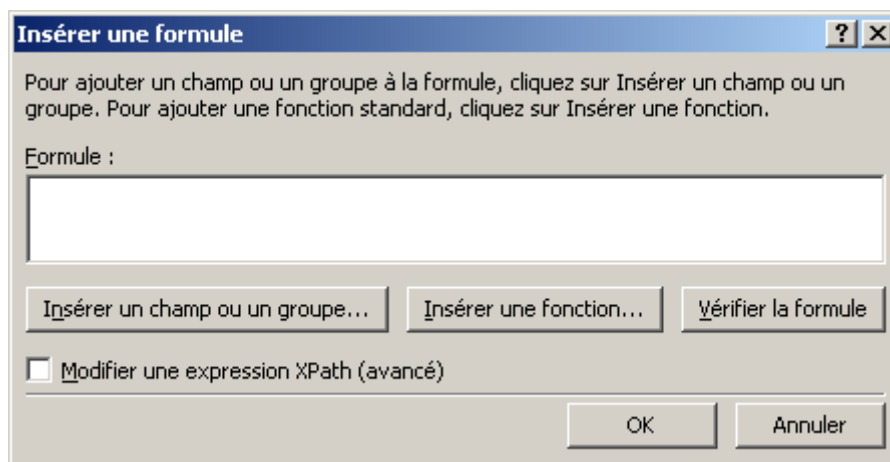 Insérer une formule
Pour ajouter un champ ou un groupe à la formule, cliquez sur Insérer un champ ou un
groupe. Pour ajouter une fonction standard, cliquez sur Insérer une fonction.
Formule :
Insérer un champ ou un groupe... Insérer une fonction... Vérifier la formule
Modifier une expression XPath (avancé)
OK Annuler